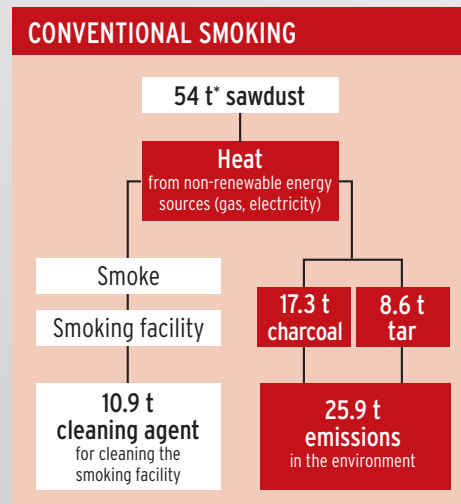 CONVENTIONAL SMOKING
54 t* sawdust
Heat
from non-renewable energy
sources (gas, electricity)
Smoke
Smoking facility
17.3 t
charcoal
8.6 t
tar
10.9 t
cleaning agent
for cleaning the
smoking facility
25.9 t
emissions
in the environment